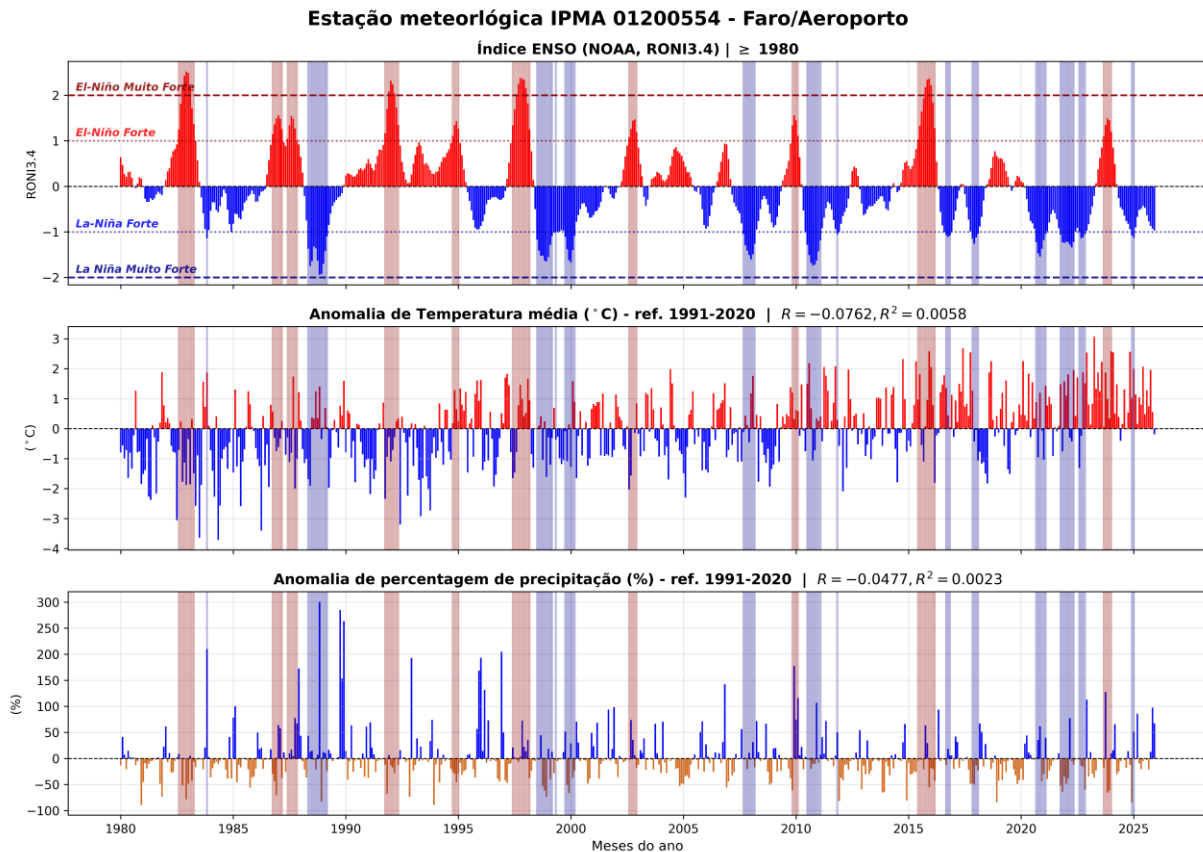 Estação meteorlógica IPMA 01200554 - Faro/Aeroporto
Índice ENSO (NOAA, RONI3.4) | ≥ 1980
El-Niño Muito Forte
El-Niño Forte
La-Niña Forte
La Niña Muito Forte
RONI3.4
2
1
0
−1
−2
Anomalia de Temperatura média (°C) - ref. 1991-2020 | R = −0.0762, R² = 0.0058
(°C)
3
2
1
0
−1
−2
−3
−4
Anomalia de percentagem de precipitação (%) - ref. 1991-2020 | R = −0.0477, R² = 0.0023
(%)
300
250
200
150
100
50
0
−50
−100
1980 1985 1990 1995 2000 2005 2010 2015 2020 2025
Meses do ano